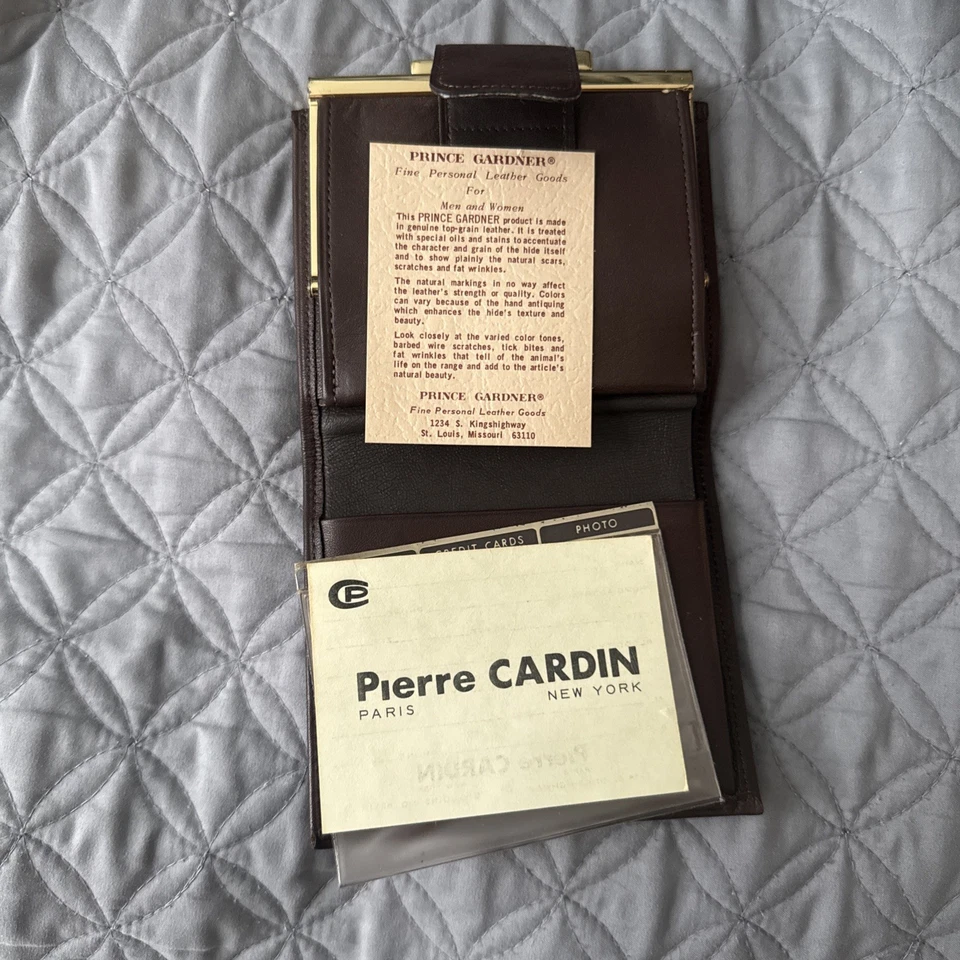 PRINCE GARDNER®
Fine Personal Leather Goods
For
Men and Women
This PRINCE GARDNER product is made
in genuine top-grain leather. It is treated
with special oils and stains to accentuate
the character and grain of the hide itself
and to show plainly the natural scars,
scratches and fat wrinkles.
The natural markings in no way affect
the leather's strength or quality. Colors
can vary because of the hand antiquing
which enhances the hide's texture and
beauty.
Look closely at the varied color tones,
barbed wire scratches, tick bites and
fat wrinkles that tell of the animal's
life on the range and add to the article's
natural beauty.
PRINCE GARDNER®
Fine Personal Leather Goods
1234 S. Kingshighway
St. Louis, Missouri 63110
CREDIT CARDS
PHOTO
CP
Pierre CARDIN
PARIS
NEW YORK
Pierre CARDIN